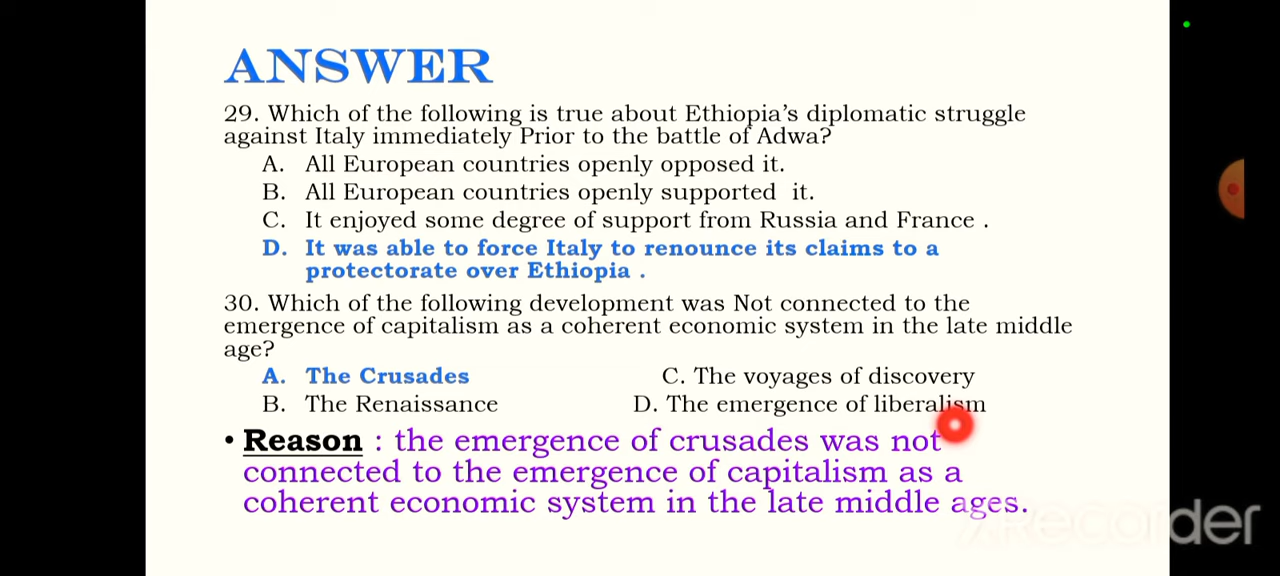 ANSWER
29. Which of the following is true about Ethiopia's diplomatic struggle
against Italy immediately Prior to the battle of Adwa?
A. All European countries openly opposed it.
B. All European countries openly supported it.
C. It enjoyed some degree of support from Russia and France .
D. It was able to force Italy to renounce its claims to a
protectorate over Ethiopia .
30. Which of the following development was Not connected to the
emergence of capitalism as a coherent economic system in the late middle
age?
A. The Crusades C. The voyages of discovery
B. The Renaissance D. The emergence of liberalism
• Reason : the emergence of crusades was not
connected to the emergence of capitalism as a
coherent economic system in the late middle ages.
XRecorder